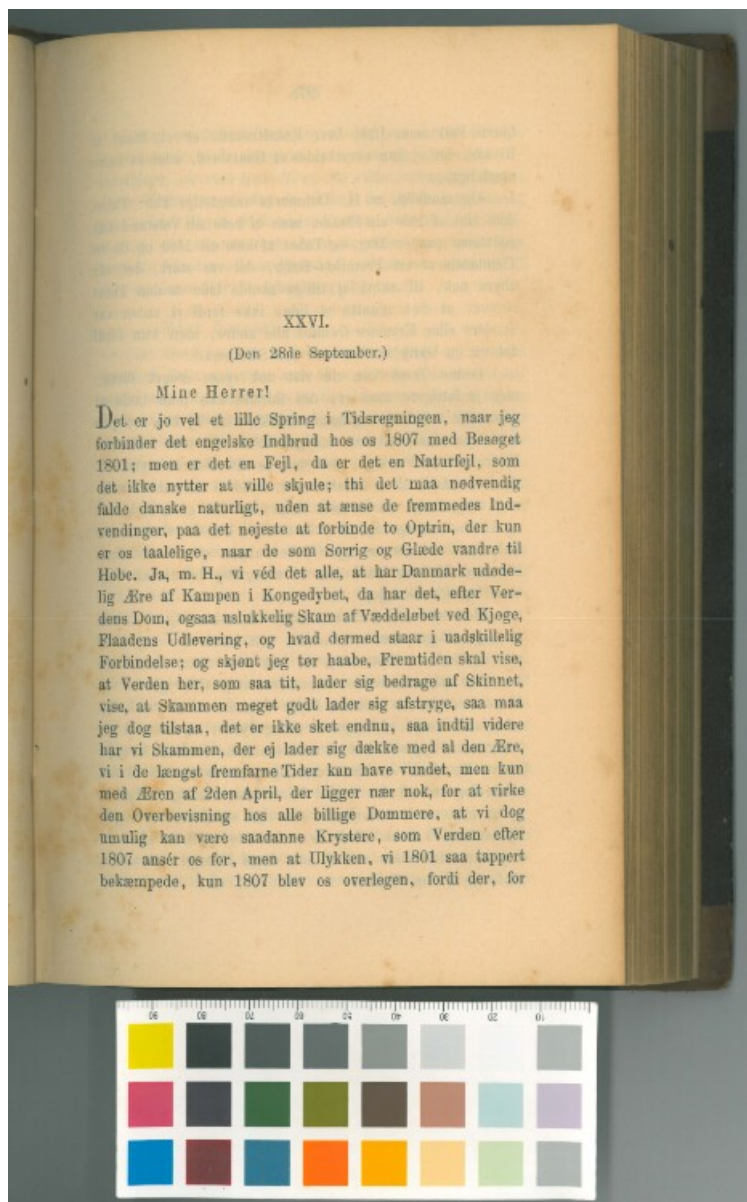 XXVI.
(Den 28de September.)
Mine Herrer!
Det er jo vel et lille Spring i Tidsregningen, naar jeg
forbinder det engelske Indbrud hos os 1807 med Besøget
1801; men er det en Fejl, da er det en Naturfejl, som
det ikke nytter at ville skjule; thi det maa nødvendig
falde danske naturligt, uden at ænse de fremmedes Ind-
vendinger, paa det nøjeste at forbinde to Optrin, der kun
er os taalelige, naar de som Sorrig og Glæde vandre til
Hobe. Ja, m. H., vi véd det alle, at har Danmark udøde-
lig Ære af Kampen i Kongedybet, da har det, efter Ver-
dens Dom, ogsaa uslukkelig Skam af Væddeløbet ved Kjøge,
Flaadens Udlevering, og hvad dermed staar i uadskillelig
Forbindelse; og skjønt jeg tør haabe, Fremtiden skal vise,
at Verden her, som saa tit, lader sig bedrage af Skinnet,
vise, at Skammen meget godt lader sig afstryge, saa maa
jeg dog tilstaa, det er ikke sket endnu, saa indtil videre
har vi Skammen, der ej lader sig dække med al den Ære,
vi i de længst fremfarne Tider kan have vundet, men kun
med Æren af 2den April, der ligger nær nok, for at virke
den Overbevisning hos alle billige Dommere, at vi dog
umulig kan være saadanne Krystere, som Verden efter
1807 ansér os for, men at Ulykken, vi 1801 saa tappert
bekæmpede, kun 1807 blev os overlegen, fordi der, for
90 80 70 60 50 40 30 20 10